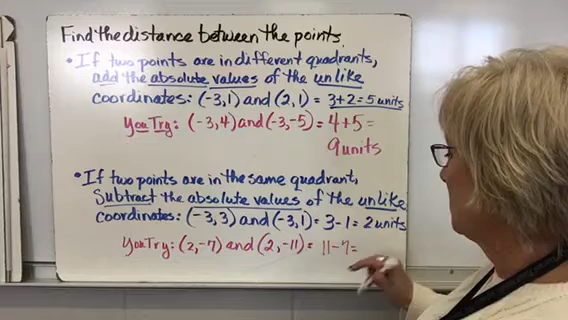 Find the distance between the points
• If two points are in different quadrants,
add the absolute values of the unlike
coordinates: (-3,1) and (2,1) = 3+2=5 units
You Try: (-3,4) and (-3,-5) = 4+5=
9 units
• If two points are in the same quadrant,
Subtract the absolute values of the unlike
coordinates: (-3,3) and (-3,1) = 3-1=2 units
You Try: (2,-7) and (2,-11) = 11-7=